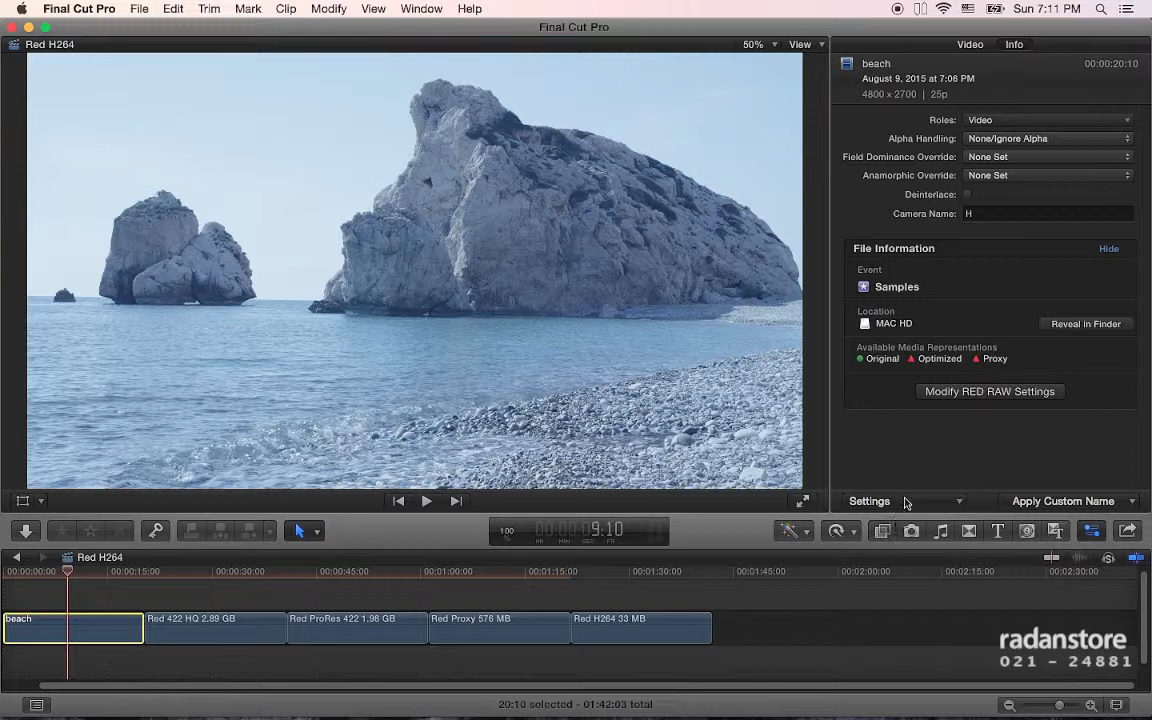 Final Cut Pro File Edit Trim Mark Clip Modify View Window Help Sun 7:11 PM
Final Cut Pro
Red H264 50% View Video Info
beach 00:00:20:10
August 9, 2015 at 7:06 PM
4800 x 2700 | 25p
Roles: Video
Alpha Handling: None/Ignore Alpha
Field Dominance Override: None Set
Anamorphic Override: None Set
Deinterlace:
Camera Name: H
File Information Hide
Event
Samples
Location
MAC HD Reveal in Finder
Available Media Representations
Original Optimized Proxy
Modify RED RAW Settings
Settings Apply Custom Name
100 % 9:10
HR MIN SEC FR
Red H264
00:00:00:00 00:00:15:00 00:00:30:00 00:00:45:00 00:01:00:00 00:01:15:00 00:01:30:00 00:01:45:00 00:02:00:00 00:02:15:00 00:02:30:00
beach Red 422 HQ 2.89 GB Red ProRes 422 1.98 GB Red Proxy 576 MB Red H264 33 MB
radanstore
021 - 24881
20:10 selected - 01:42:03 total